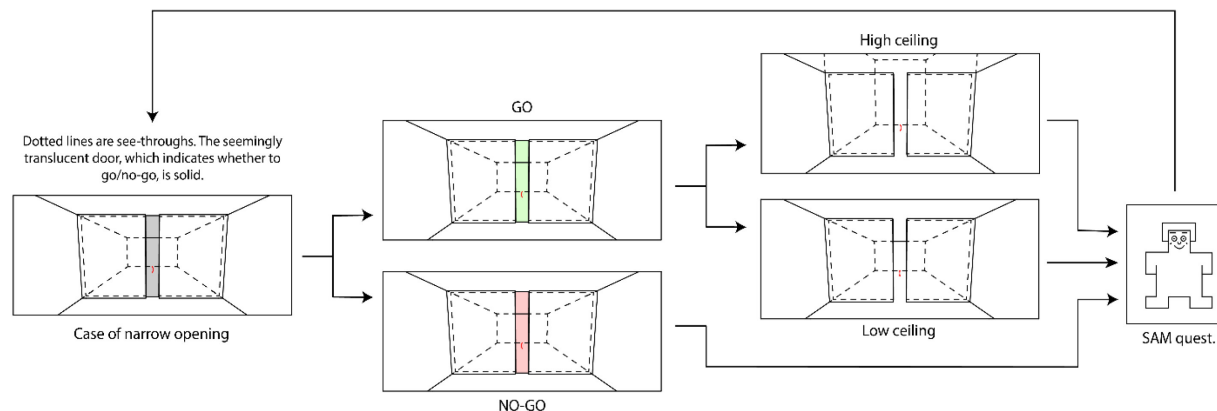 High ceiling
GO
Dotted lines are see-throughs. The seemingly
translucent door, which indicates whether to
go/no-go, is solid.
Case of narrow opening
Low ceiling
SAM quest.
NO-GO